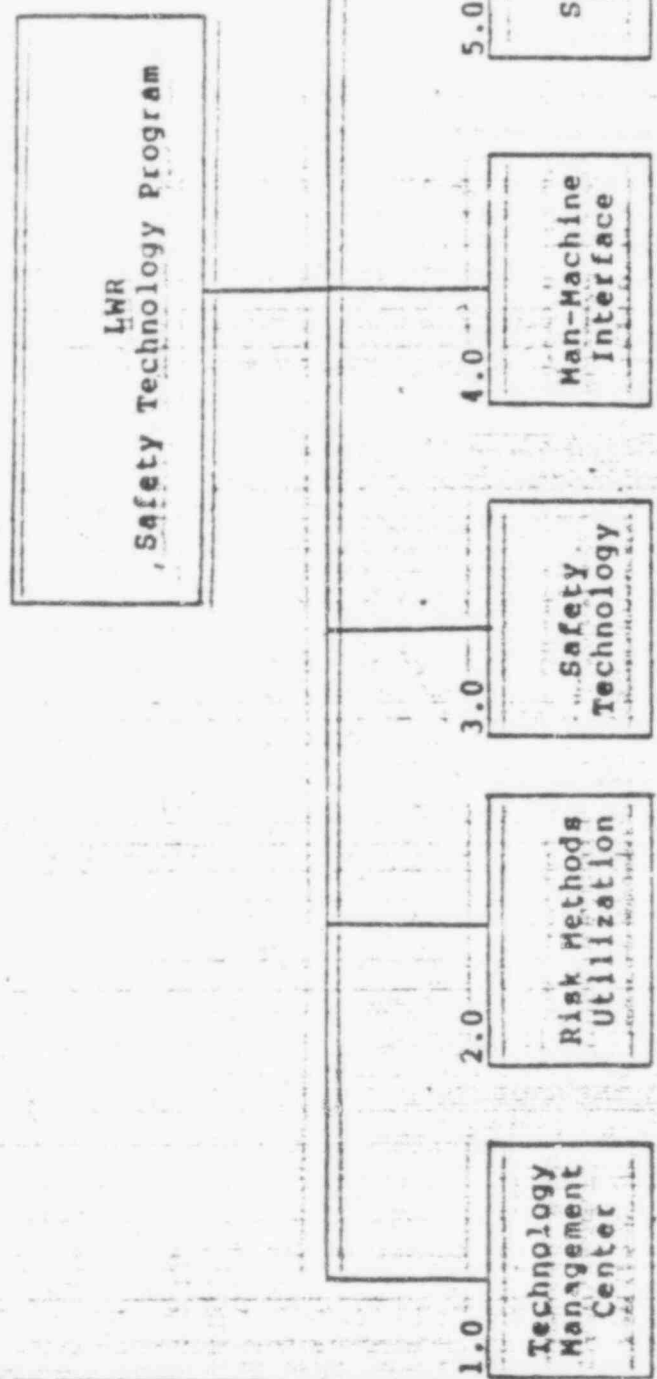 LWR
Safety Technology Program
1.0
Technology
Management
Center
2.0
Risk Methods
Utilization
3.0
Safety
Technology
4.0
Man-Machine
Interface
5.0
S